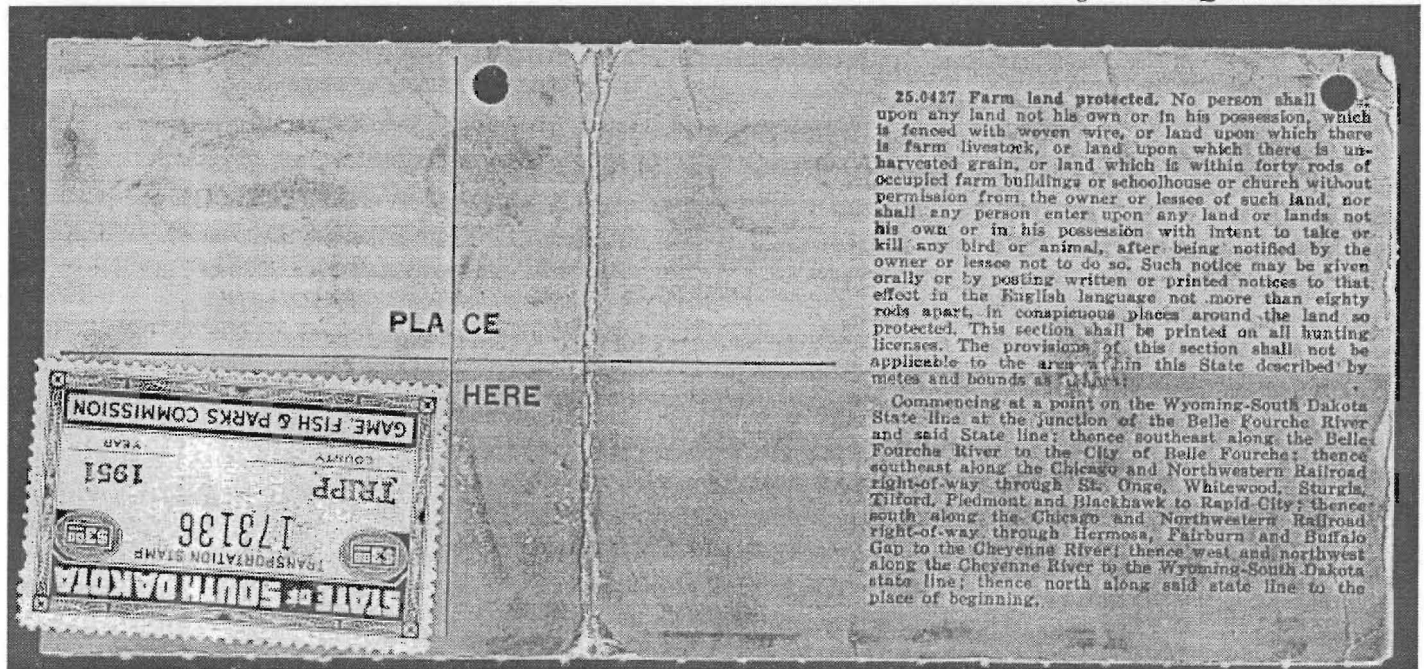 PLACE
HERE
STATE OF SOUTH DAKOTA
TRANSPORTATION STAMP
173136
TRIPP 1951
COUNTY YEAR
GAME, FISH & PARKS COMMISSION
25.0427 Farm land protected. No person shall
upon any land not his own or in his possession, which
is fenced with woven wire, or land upon which there
is farm livestock, or land upon which there is un-
harvested grain, or land which is within forty rods of
occupied farm buildings or schoolhouse or church without
permission from the owner or lessee of such land, nor
shall any person enter upon any land or lands not
his own or in his possession with intent to take or
kill any bird or animal, after being notified by the
owner or lessee not to do so. Such notice may be given
orally or by posting written or printed notices to that
effect in the English language not more than eighty
rods apart, in conspicuous places around the land so
protected. This section shall be printed on all hunting
licenses. The provisions of this section shall not be
applicable to the area within this State described by
metes and bounds as
Commencing at a point on the Wyoming-South Dakota
State line at the junction of the Belle Fourche River
and said State line; thence southeast along the Belle
Fourche River to the City of Belle Fourche; thence
southeast along the Chicago and Northwestern Railroad
right-of-way through St. Onge, Whitewood, Sturgis,
Tilford, Piedmont and Blackhawk to Rapid City; thence
south along the Chicago and Northwestern Railroad
right-of-way through Hermosa, Fairburn and Buffalo
Gap to the Cheyenne River; thence west and northwest
along the Cheyenne River to the Wyoming-South Dakota
state line; thence north along said state line to the
place of beginning.